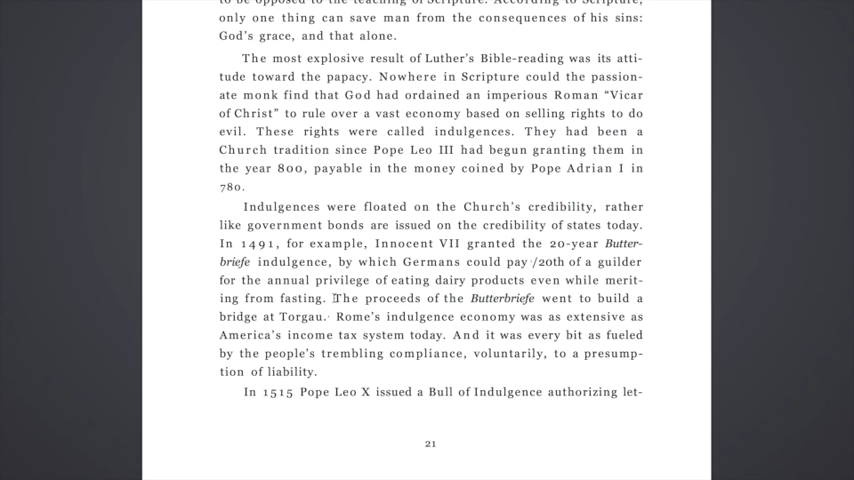 to be opposed to the teaching of Scripture. According to Scripture,
only one thing can save man from the consequences of his sins:
God's grace, and that alone.
The most explosive result of Luther's Bible-reading was its atti-
tude toward the papacy. Nowhere in Scripture could the passion-
ate monk find that God had ordained an imperious Roman “Vicar
of Christ” to rule over a vast economy based on selling rights to do
evil. These rights were called indulgences. They had been a
Church tradition since Pope Leo III had begun granting them in
the year 800, payable in the money coined by Pope Adrian I in
780.
Indulgences were floated on the Church's credibility, rather
like government bonds are issued on the credibility of states today.
In 1491, for example, Innocent VII granted the 20-year Butter-
briefe indulgence, by which Germans could pay /20th of a guilder
for the annual privilege of eating dairy products even while merit-
ing from fasting. The proceeds of the Butterbriefe went to build a
bridge at Torgau. Rome's indulgence economy was as extensive as
America's income tax system today. And it was every bit as fueled
by the people's trembling compliance, voluntarily, to a presump-
tion of liability.
In 1515 Pope Leo X issued a Bull of Indulgence authorizing let-
21